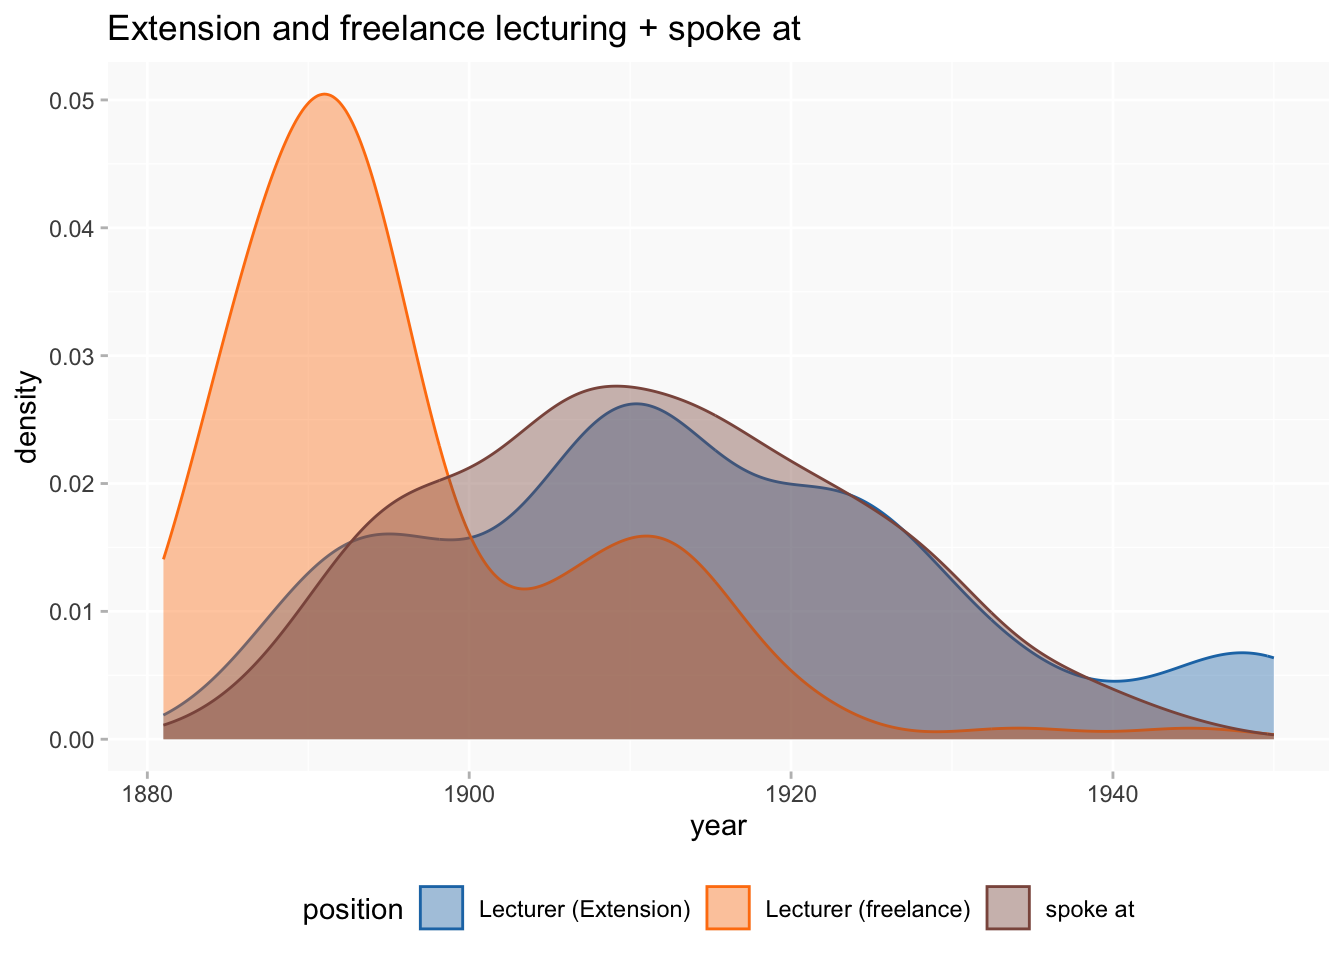 Extension and freelance lecturing + spoke at
0.05
0.04
0.03
0.02
0.01
0.00
density
1880 1900 1920 1940
year
position Lecturer (Extension) Lecturer (freelance) spoke at